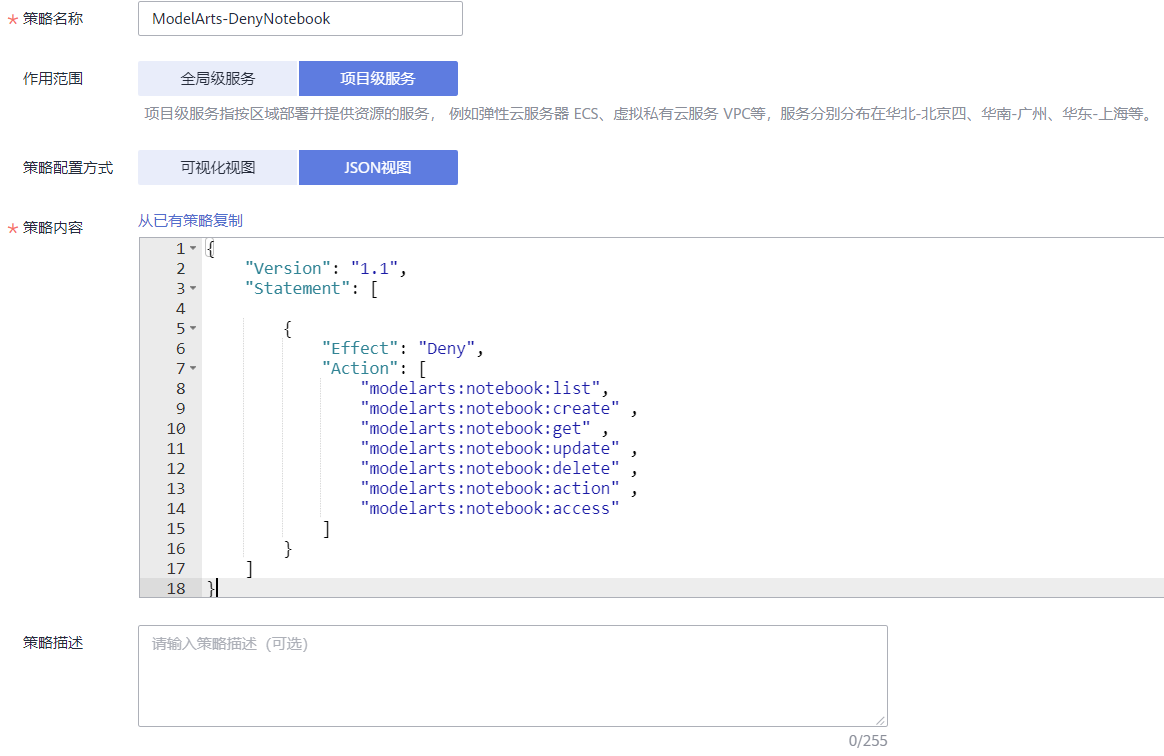 * 策略名称 ModelArts-DenyNotebook
作用范围 全局级服务 项目级服务
项目级服务指按区域部署并提供资源的服务， 例如弹性云服务器 ECS、虚拟私有云服务 VPC等，服务分别分布在华北-北京四、华南-广州、华东-上海等。
策略配置方式 可视化视图 JSON视图
* 策略内容 从已有策略复制
1 {
2 "Version": "1.1",
3 "Statement": [
4
5 {
6 "Effect": "Deny",
7 "Action": [
8 "modelarts:notebook:list",
9 "modelarts:notebook:create" ,
10 "modelarts:notebook:get" ,
11 "modelarts:notebook:update" ,
12 "modelarts:notebook:delete" ,
13 "modelarts:notebook:action" ,
14 "modelarts:notebook:access"
15 ]
16 }
17 ]
18 }
策略描述 请输入策略描述（可选）
0/255